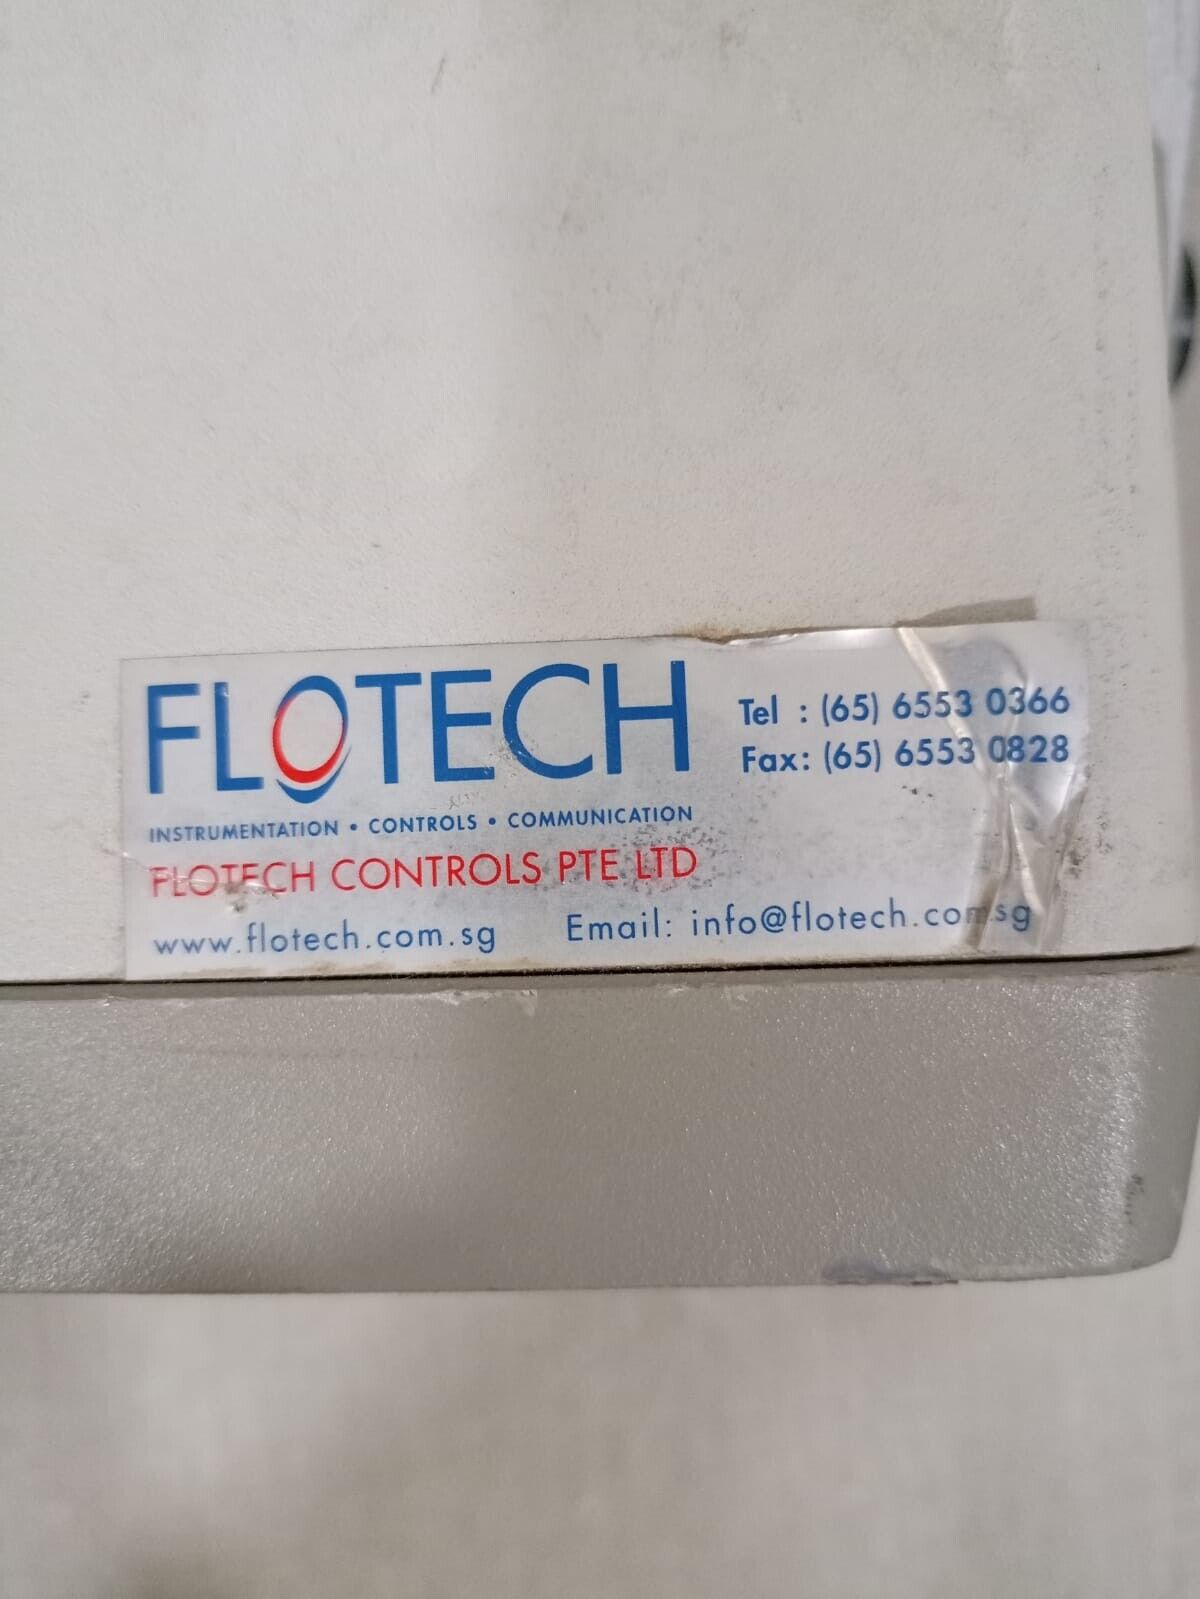 FLOTECH
Tel : (65) 6553 0366
Fax: (65) 6553 0828
INSTRUMENTATION • CONTROLS • COMMUNICATION
FLOTECH CONTROLS PTE LTD
www.flotech.com.sg Email: info@flotech.com.sg